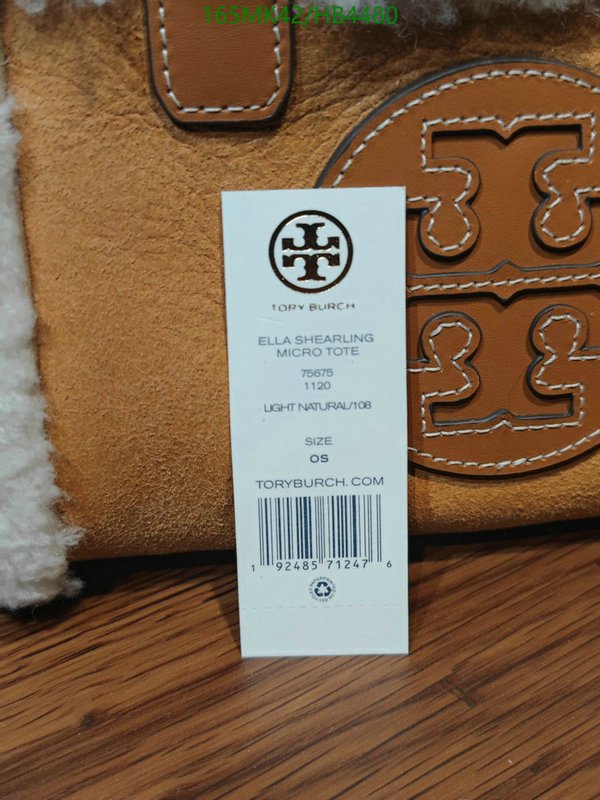 165MK42/HB4480
TORY BURCH
ELLA SHEARLING
MICRO TOTE
75675
1120
LIGHT NATURAL/108
SIZE
OS
TORYBURCH.COM
1 92485 71247 6